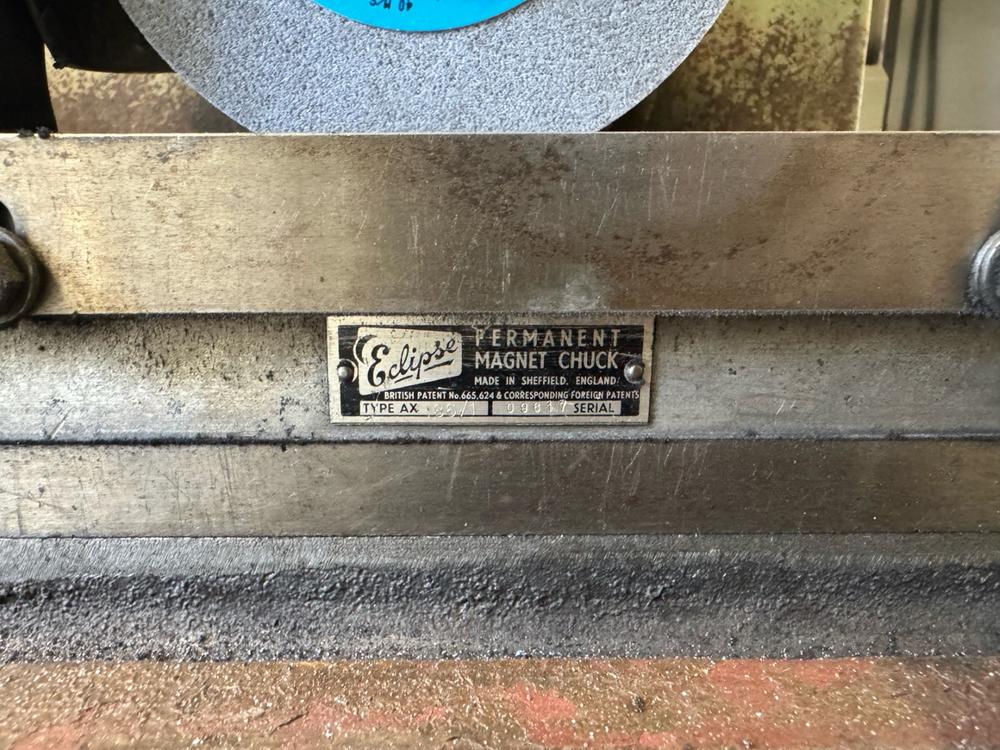 40 M/S
Eclipse
PERMANENT
MAGNET CHUCK
MADE IN SHEFFIELD, ENGLAND.
BRITISH PATENT No.665,624 & CORRESPONDING FOREIGN PATENTS
TYPE AX SERIAL